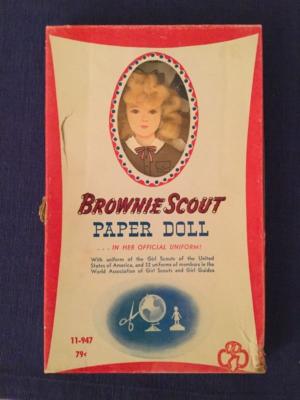 BROWNIE SCOUT
PAPER DOLL
... IN HER OFFICIAL UNIFORM!
With uniform of the Girl Scouts of the United
States of America, and 32 uniforms of members in the
World Association of Girl Scouts and Girl Guides
11-947
79¢